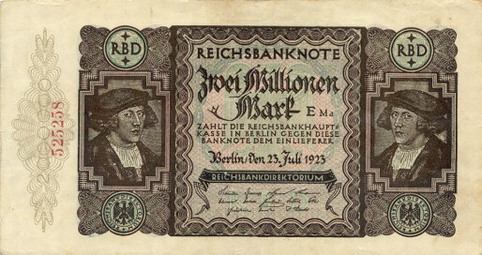 RBD
REICHSBANKNOTE
RBD
Zwei Millionen
Mark
E Ma
ZAHLT DIE REICHSBANKHAUPT-
KASSE IN BERLIN GEGEN DIESE
BANKNOTE DEM EINLIEFERER
Berlin, den 23. Juli 1923
REICHSBANKDIREKTORIUM
525258